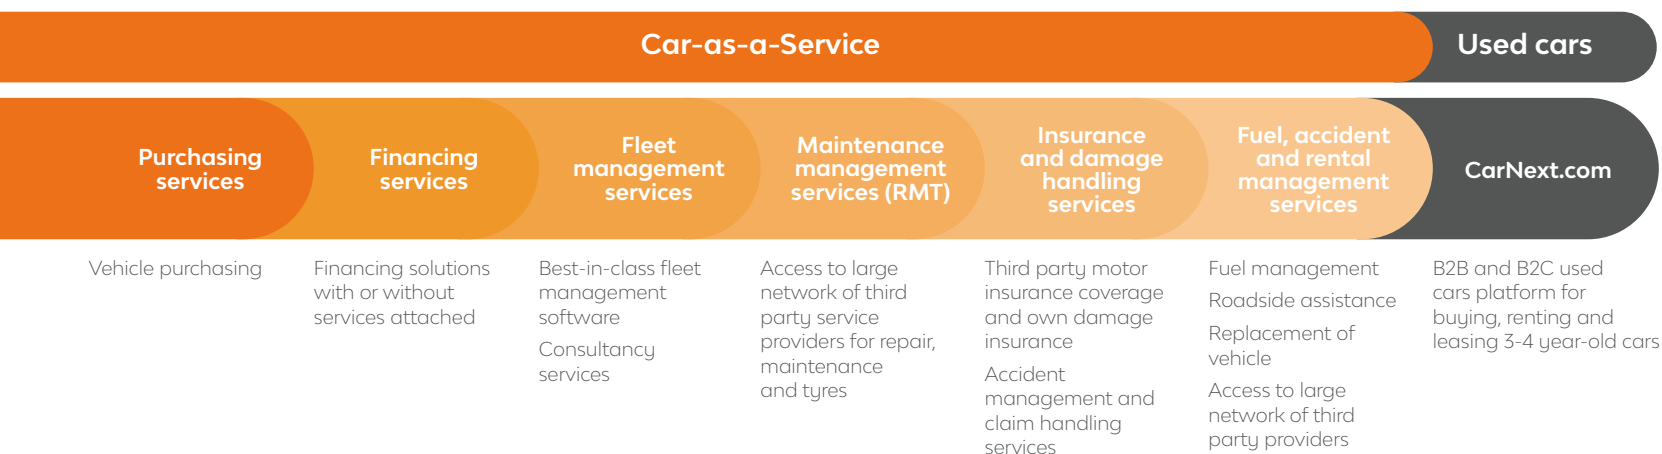 Car-as-a-Service
Used cars
Purchasing
services
Financing
services
Fleet
management
services
Maintenance
management
services (RMT)
Insurance
and damage
handling
services
Fuel, accident
and rental
management
services
CarNext.com
Vehicle purchasing
Financing solutions
with or without
services attached
Best-in-class fleet
management
software
Consultancy
services
Access to large
network of third
party service
providers for repair,
maintenance
and tyres
Third party motor
insurance coverage
and own damage
insurance
Accident
management and
claim handling
services
Fuel management
Roadside assistance
Replacement of
vehicle
Access to large
network of third
party providers
B2B and B2C used
cars platform for
buying, renting and
leasing 3-4 year-old cars